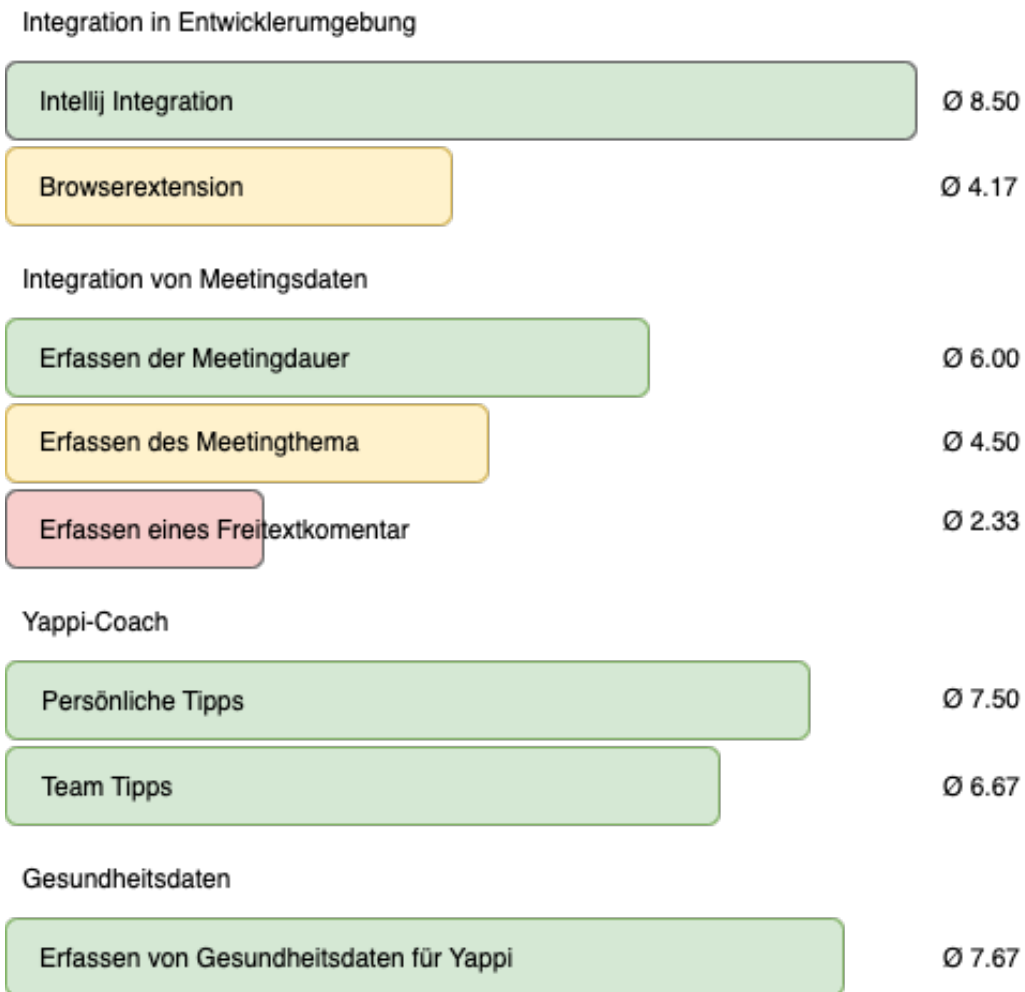 Integration in Entwicklerumgebung
Intellij Integration Ø 8.50
Browserextension Ø 4.17
Integration von Meetingsdaten
Erfassen der Meetingdauer Ø 6.00
Erfassen des Meetingthema Ø 4.50
Erfassen eines Freitextkomentar Ø 2.33
Yappi-Coach
Persönliche Tipps Ø 7.50
Team Tipps Ø 6.67
Gesundheitsdaten
Erfassen von Gesundheitsdaten für Yappi Ø 7.67